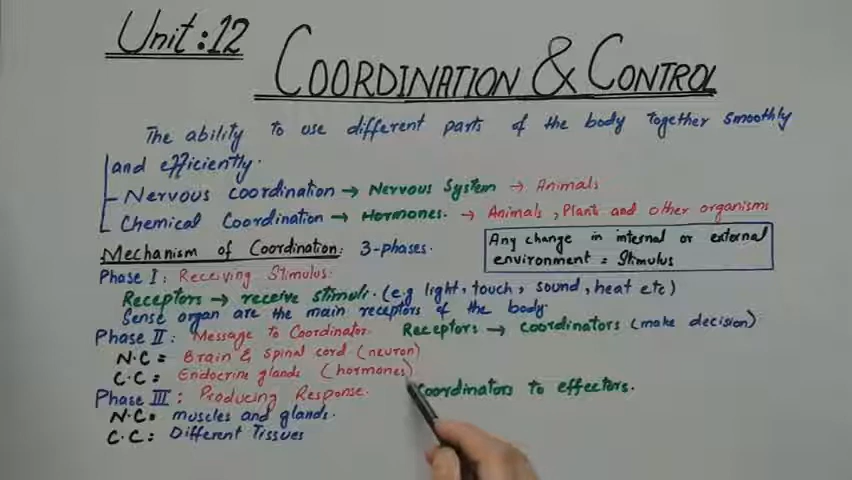 Unit:12
COORDINATION & CONTROL
The ability to use different parts of the body together smoothly
and efficiently.
- Nervous coordination → Nervous System → Animals
Chemical Coordination → Hormones. → Animals, Plant and other organisms
Mechanism of Coordination: 3-phases.
Any change in internal or external
environment = Stimulus
Phase I: Receiving Stimulus:
Receptors → receive stimuli. (e.g light, touch, sound, heat etc)
Sense organ are the main receptors of the body.
Phase II: Message to Coordinator. Receptors → coordinators (make decision)
N.C = Brain & Spinal cord (neuron)
C.C = Endocrine glands (hormones)
Phase III: Producing Response. Coordinators to effectors.
N.C = muscles and glands.
C.C = Different Tissues